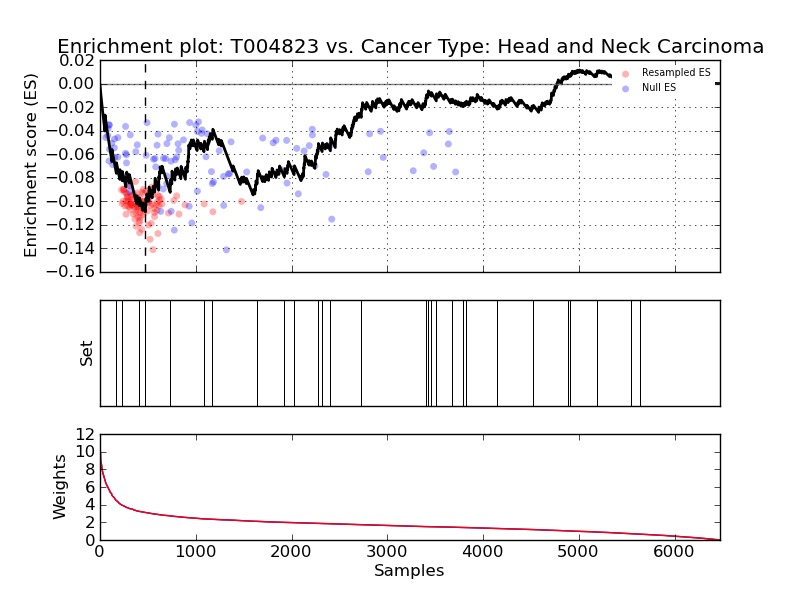 Enrichment plot: T004823 vs. Cancer Type: Head and Neck Carcinoma
Enrichment score (ES)
0.02
0.00
−0.02
−0.04
−0.06
−0.08
−0.10
−0.12
−0.14
−0.16
Resampled ES
Null ES
Set
Weights
12
10
8
6
4
2
0
0 1000 2000 3000 4000 5000 6000
Samples